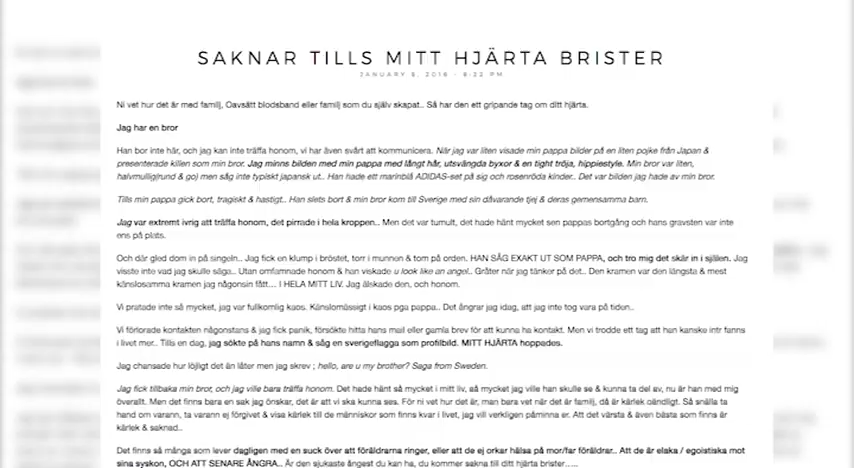 SAKNAR TILLS MITT HJÄRTA BRISTER
JANUARY 5, 2016 - 8:22 PM
Ni vet hur det är med familj, Oavsätt blodsband eller familj som du själv skapat.. Så har den ett gripande tag om ditt hjärta.
Jag har en bror
Han bor inte här, och jag kan inte träffa honom, vi har även svårt att kommunicera. När jag var liten visade min pappa bilder på en liten pojke från Japan &
presenterade killen som min bror. Jag minns bilden med min pappa med långt hår, utsvängda byxor & en tight tröja, hippiestyle. Min bror var liten,
halvmullig(rund & go) men såg inte typiskt japansk ut.. Han hade ett marinblå ADIDAS-set på sig och rosenröda kinder.. Det var bilden jag hade av min bror.
Tills min pappa gick bort, tragiskt & hastigt.. Han slets bort & min bror kom till Sverige med sin dåvarande tjej & deras gemensamma barn.
Jag var extremt ivrig att träffa honom, det pirrade i hela kroppen.. Men det var tumult, det hade hänt mycket sen pappas bortgång och hans gravsten var inte
ens på plats.
Och där gled dom in på singeln.. Jag fick en klump i bröstet, torr i munnen & tom på orden. HAN SÅG EXAKT UT SOM PAPPA, och tro mig det skär in i själen. Jag
visste inte vad jag skulle säga.. Utan omfamnade honom & han viskade u look like an angel.. Gråter när jag tänker på det.. Den kramen var den längsta & mest
känslosamma kramen jag någonsin fått.... I HELA MITT LIV. Jag älskade den, och honom.
Vi pratade inte så mycket, jag var fullkomlig kaos. Känslomässigt i kaos pga pappa.. Det ångrar jag idag, att jag inte tog vara på tiden..
Vi förlorade kontakten någonstans & jag fick panik, försökte hitta hans mail eller gamla brev för att kunna ha kontakt. Men vi trodde ett tag att han kanske intr fanns
i livet mer.. Tills en dag, jag sökte på hans namn & såg en sverigeflagga som profilbild. MITT HJÄRTA hoppades.
Jag chansade hur löjligt det än låter men jag skrev ; hello, are u my brother? Saga from Sweden.
Jag fick tillbaka min bror, och jag ville bara träffa honom. Det hade hänt så mycket i mitt liv, så mycket jag ville han skulle se & kunna ta del av, nu är han med mig
överallt. Men det finns bara en sak jag önskar, det är att vi ska kunna ses. För ni vet hur det är, man bara vet när det är familj, då är kärlek oändligt. Så snälla ta
hand om varann, ta varann ej förgivet & visa kärlek till de människor som finns kvar i livet, jag vill verkligen påminna er. Att det värsta & även bästa som finns är
kärlek & saknad..
Det finns så många som lever dagligen med en suck över att föräldrarna ringer, eller att de ej orkar hälsa på mor/far föräldrar.. Att de är elaka / egoistiska mot
sina syskon, OCH ATT SENARE ÅNGRA.. Är den sjukaste ångest du kan ha, du kommer sakna till ditt hjärta brister.....